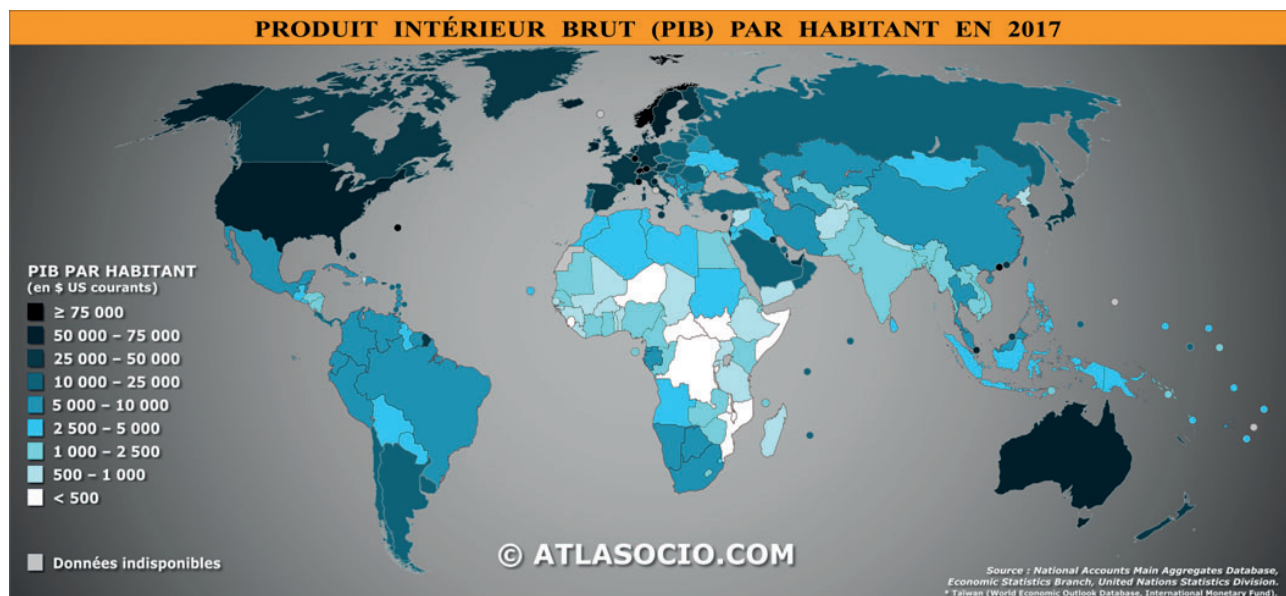 PRODUIT INTÉRIEUR BRUT (PIB) PAR HABITANT EN 2017
PIB PAR HABITANT
(en $ US courants)
≥ 75 000
50 000 – 75 000
25 000 – 50 000
10 000 – 25 000
5 000 – 10 000
2 500 – 5 000
1 000 – 2 500
500 – 1 000
< 500
Données indisponibles
© ATLASOCIO.COM
Source : National Accounts Main Aggregates Database,
Economic Statistics Branch, United Nations Statistics Division.
* Taïwan (World Economic Outlook Database, International Monetary Fund).